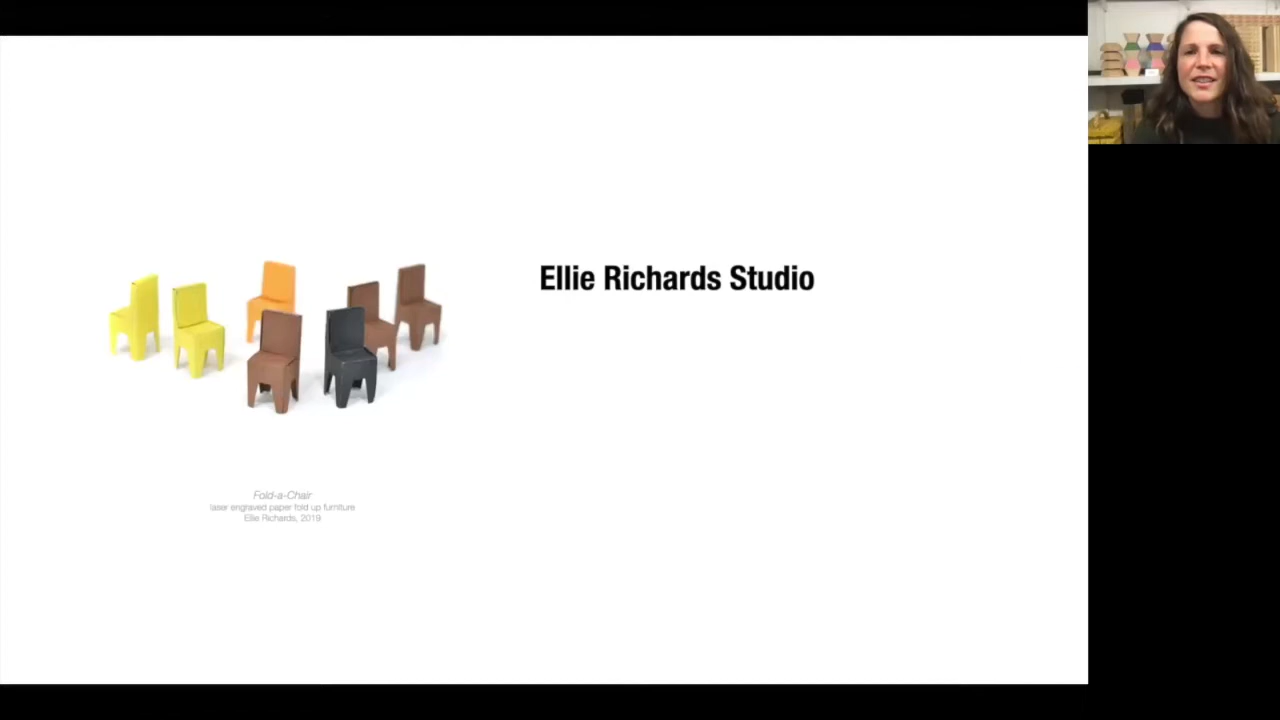 Ellie Richards Studio
Fold-a-Chair
laser engraved paper fold up furniture
Ellie Richards, 2019